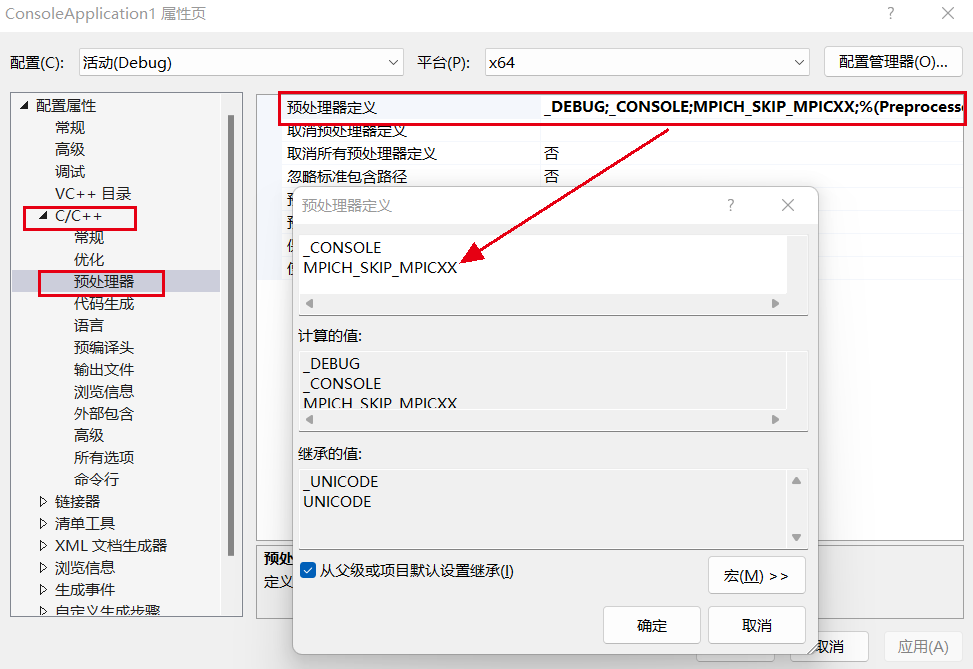 ConsoleApplication1 属性页
配置(C): 活动(Debug) 平台(P): x64 配置管理器(O)...
配置属性
常规
高级
调试
VC++ 目录
C/C++
常规
优化
预处理器
代码生成
语言
预编译头
输出文件
浏览信息
外部包含
高级
所有选项
命令行
链接器
清单工具
XML 文档生成器
浏览信息
生成事件
自定义生成步骤
预处理器定义 _DEBUG;_CONSOLE;MPICH_SKIP_MPICXX;%(Preprocesso
取消预处理器定义
取消所有预处理器定义 否
忽略标准包含路径 否
预处理器定义
_CONSOLE
MPICH_SKIP_MPICXX
计算的值:
_DEBUG
_CONSOLE
MPICH_SKIP_MPICXX
继承的值:
_UNICODE
UNICODE
从父级或项目默认设置继承(I)
宏(M) >>
确定 取消
预处
定义
取消 应用(A)